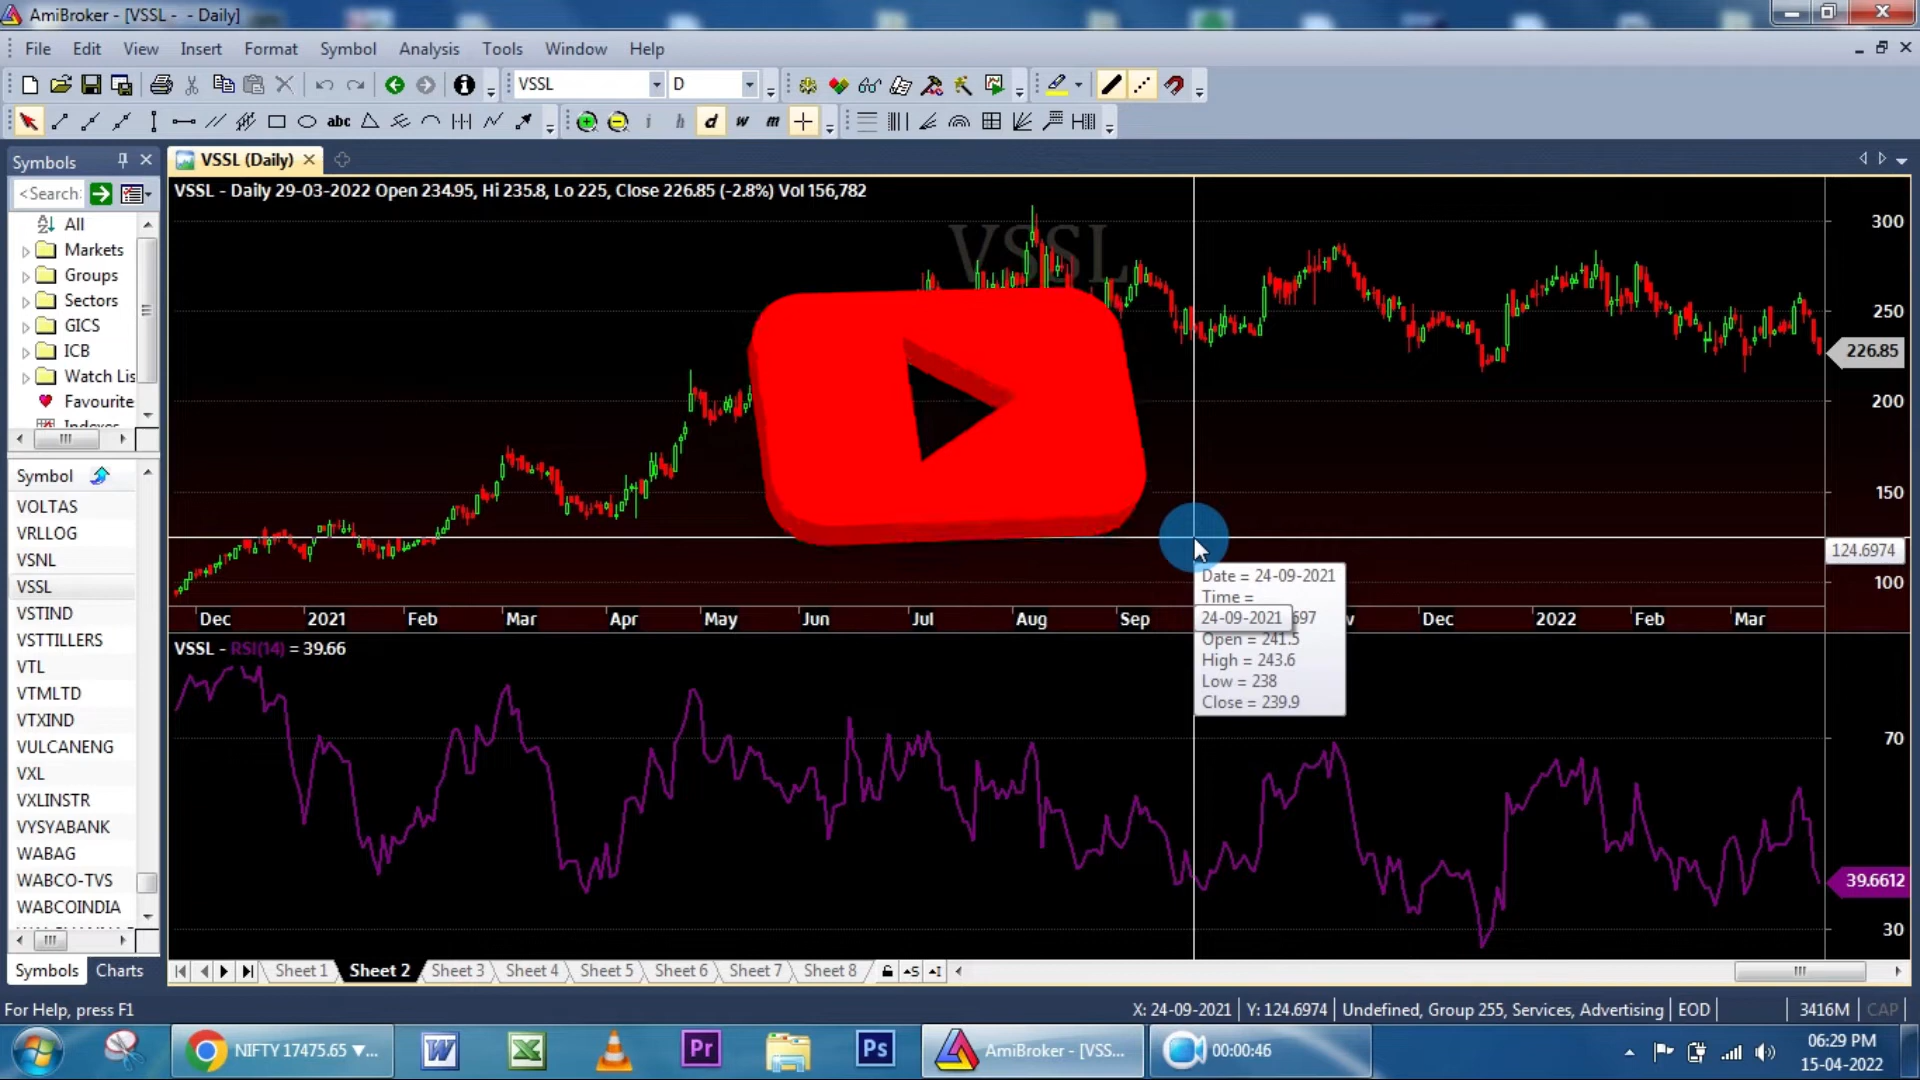 AmiBroker - [VSSL -  - Daily]
File Edit View Insert Format Symbol Analysis Tools Window Help
VSSL D
abc i h d w m
Symbols
VSSL (Daily)
<Search:
VSSL - Daily 29-03-2022 Open 234.95, Hi 235.8, Lo 225, Close 226.85 (-2.8%) Vol 156,782
VSSL
All
Markets
Groups
Sectors
GICS
ICB
Watch Lis
Favourite
300
250
226.85
200
150
124.6974
100
Dec 2021 Feb Mar Apr May Jun Jul Aug Sep Dec 2022 Feb Mar
Date = 24-09-2021
Time =
24-09-2021 697
Open = 241.5
High = 243.6
Low = 238
Close = 239.9
VSSL - RSI(14) = 39.66
70
39.6612
30
Symbol
VOLTAS
VRLLOG
VSNL
VSSL
VSTIND
VSTTILLERS
VTL
VTMLTD
VTXIND
VULCANENG
VXL
VXLINSTR
VYSYABANK
WABAG
WABCO-TVS
WABCOINDIA
Symbols Charts
Sheet 1 Sheet 2 Sheet 3 Sheet 4 Sheet 5 Sheet 6 Sheet 7 Sheet 8
For Help, press F1
X: 24-09-2021 Y: 124.6974 Undefined, Group 255, Services, Advertising EOD 3416M CAP
NIFTY 17475.65 ▼... W X Pr Ps AmiBroker - [VSS... 00:00:46
06:29 PM
15-04-2022